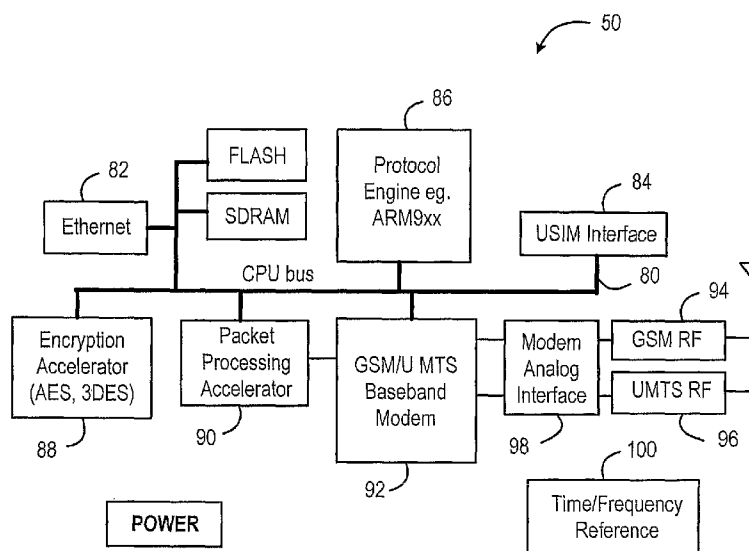 50
86
82
FLASH
Protocol
Engine eg.
ARM9xx
84
Ethernet
SDRAM
USIM Interface
CPU bus
80
94
Encryption
Accelerator
(AES, 3DES)
Packet
Processing
Accelerator
GSM/U MTS
Baseband
Modem
Modem
Analog
Interface
GSM RF
UMTS RF
88
90
92
98
96
100
POWER
Time/Frequency
Reference